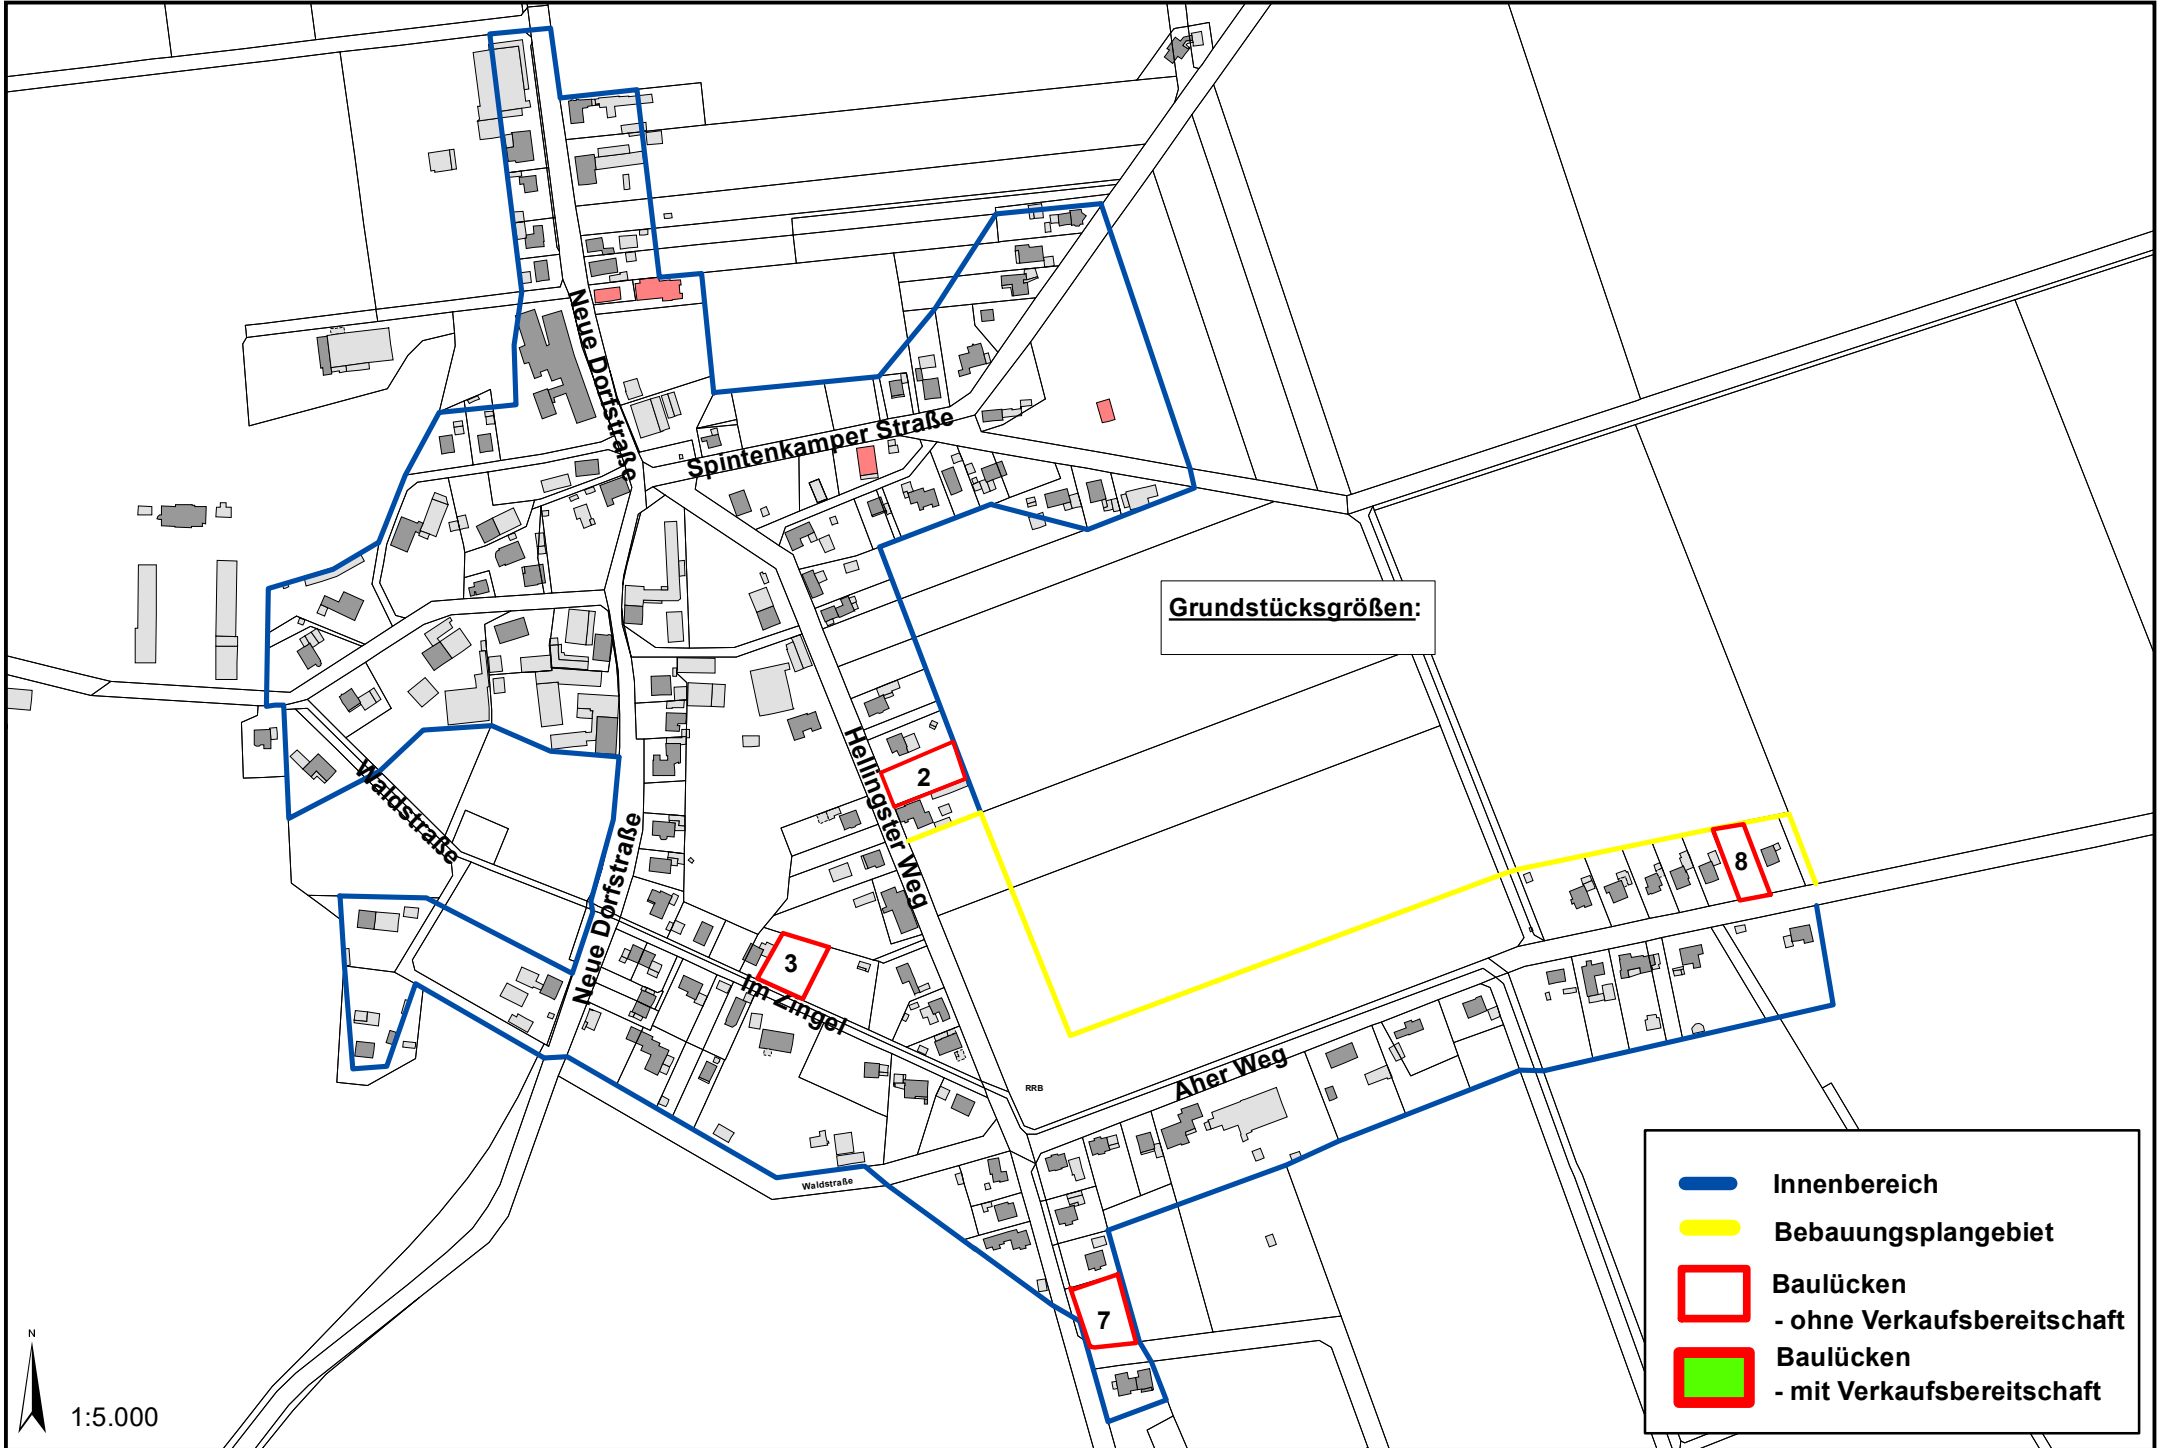 Neue Dorfstraße
Spintenkamper Straße
Grundstücksgrößen:
Hellingster Weg
2
Waldstraße
Neue Dorfstraße
8
3
Im Zingel
RRB
Aher Weg
Waldstraße
7
Innenbereich
Bebauungsplangebiet
Baulücken
- ohne Verkaufsbereitschaft
Baulücken
- mit Verkaufsbereitschaft
N
1:5.000